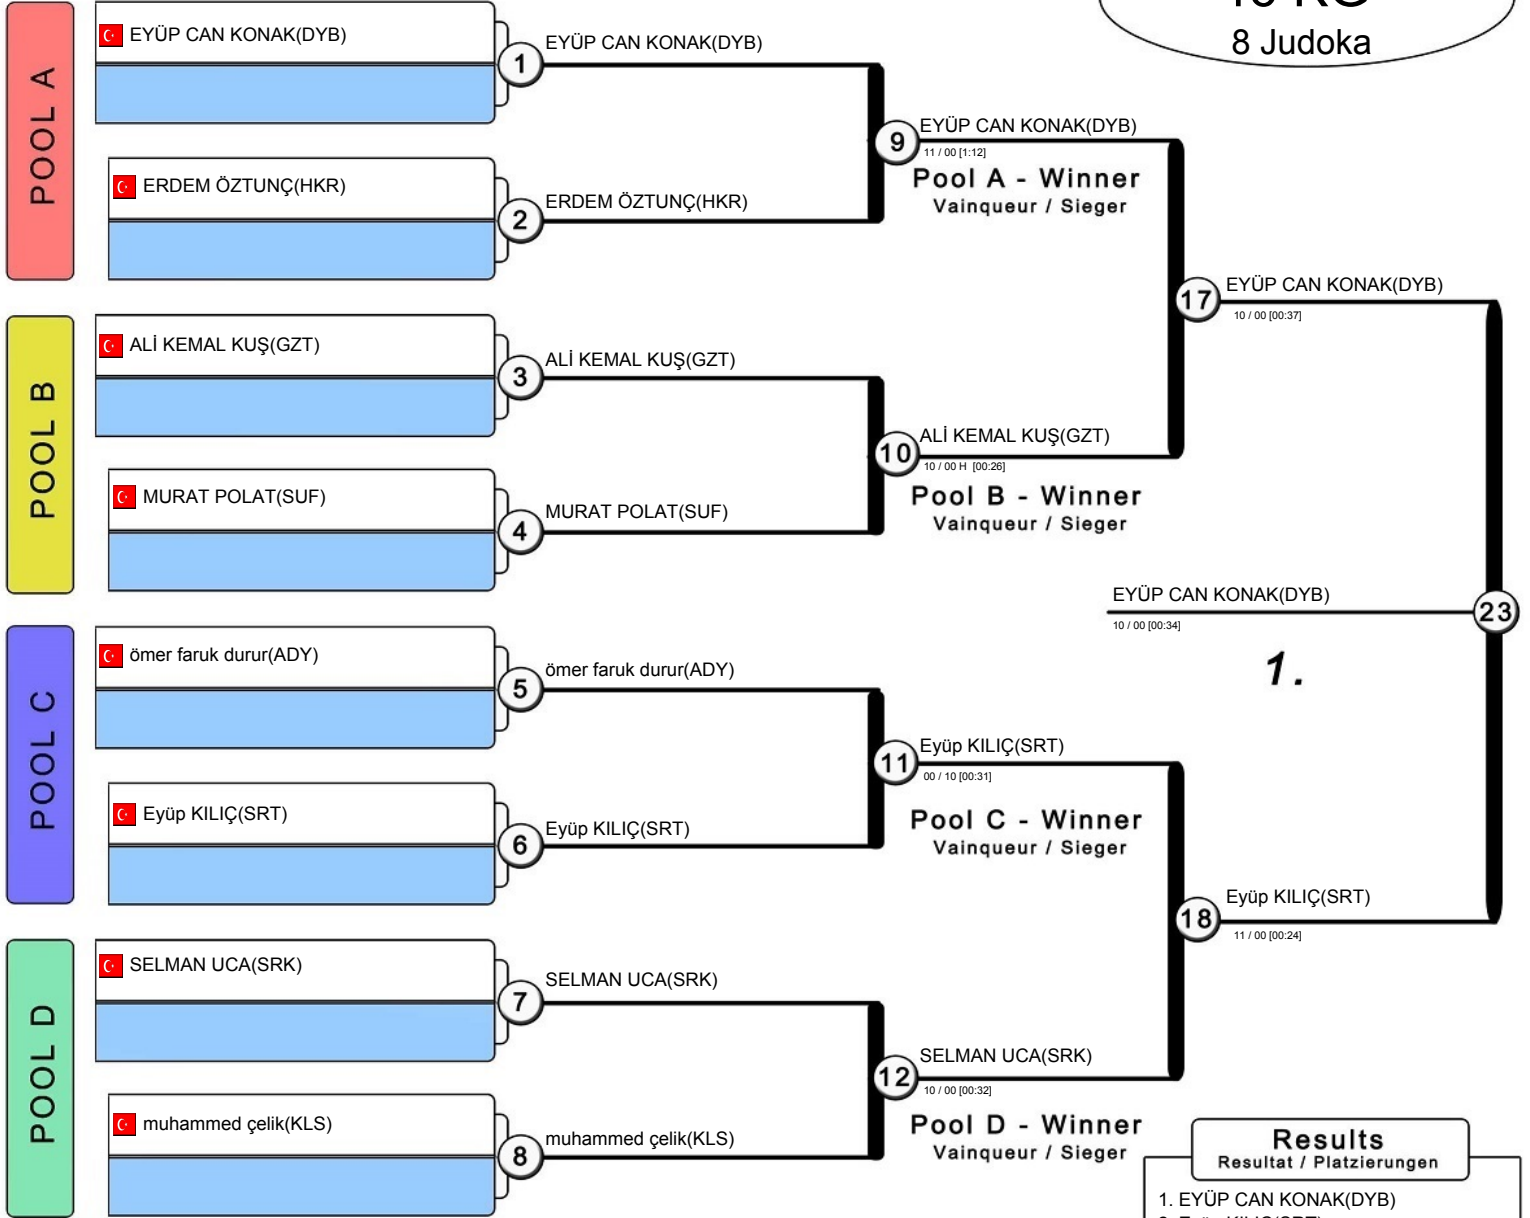 8 Judoka
POOL A
EYÜP CAN KONAK(DYB)
1
EYÜP CAN KONAK(DYB)
ERDEM ÖZTUNÇ(HKR)
2
ERDEM ÖZTUNÇ(HKR)
9
EYÜP CAN KONAK(DYB)
11 / 00 [1:12]
Pool A - Winner
Vainqueur / Sieger
POOL B
ALİ KEMAL KUŞ(GZT)
3
ALİ KEMAL KUŞ(GZT)
MURAT POLAT(SUF)
4
MURAT POLAT(SUF)
10
ALİ KEMAL KUŞ(GZT)
10 / 00 H [00:26]
Pool B - Winner
Vainqueur / Sieger
17
EYÜP CAN KONAK(DYB)
10 / 00 [00:37]
POOL C
ömer faruk durur(ADY)
5
ömer faruk durur(ADY)
Eyüp KILIÇ(SRT)
6
Eyüp KILIÇ(SRT)
11
Eyüp KILIÇ(SRT)
00 / 10 [00:31]
Pool C - Winner
Vainqueur / Sieger
POOL D
SELMAN UCA(SRK)
7
SELMAN UCA(SRK)
muhammed çelik(KLS)
8
muhammed çelik(KLS)
12
SELMAN UCA(SRK)
10 / 00 [00:32]
Pool D - Winner
Vainqueur / Sieger
18
Eyüp KILIÇ(SRT)
11 / 00 [00:24]
EYÜP CAN KONAK(DYB)
23
10 / 00 [00:34]
1.
Results
Resultat / Platzierungen
1. EYÜP CAN KONAK(DYB)